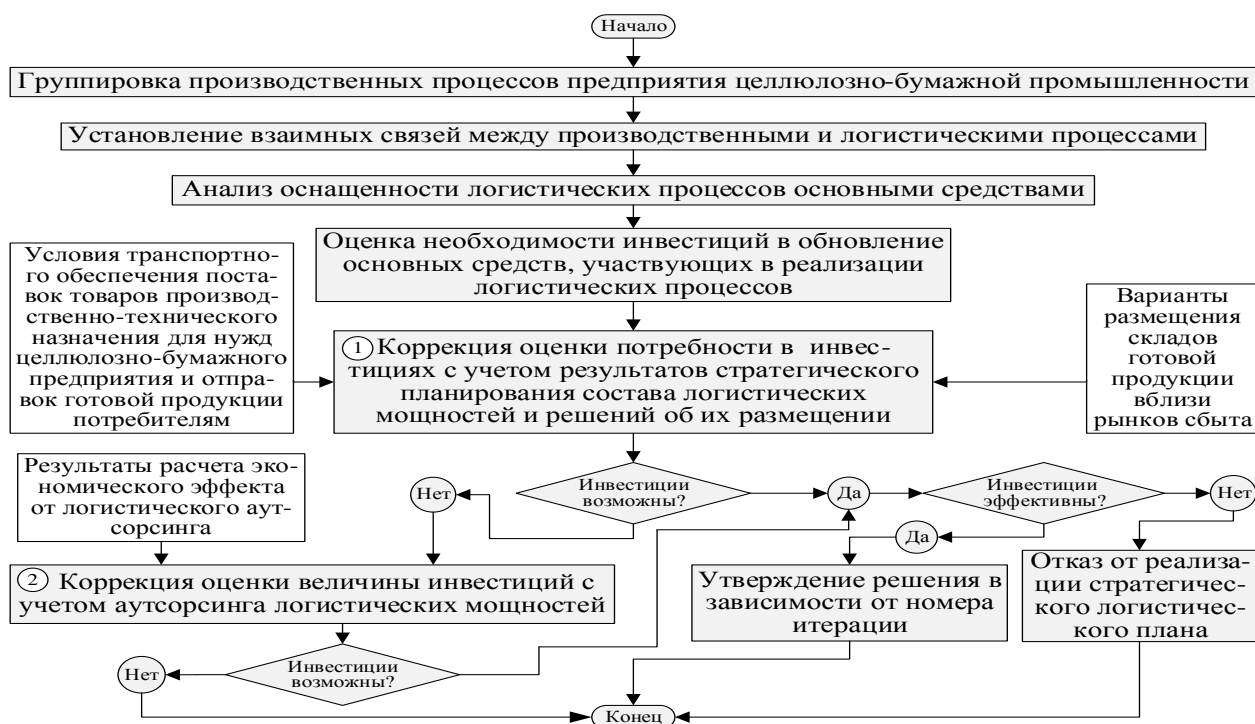 Начало
Группировка производственных процессов предприятия целлюлозно-бумажной промышленности
Установление взаимных связей между производственными и логистическими процессами
Анализ оснащенности логистических процессов основными средствами
Оценка необходимости инвестиций в обновление
основных средств, участвующих в реализации
логистических процессов
Условия транспортно-
го обеспечения поста-
вок товаров производ-
ственно-технического
назначения для нужд
целлюлозно-бумажного
предприятия и отпра-
вок готовой продукции
потребителям
1 Коррекция оценки потребности в инвес-
тициях с учетом результатов стратегического
планирования состава логистических
мощностей и решений об их размещении
Варианты
размещения
складов
готовой
продукции
вблизи
рынков сбыта
Результаты расчета эко-
номического эффекта
от логистического аут-
сорсинга
Нет
Инвестиции
возможны?
Да
Инвестиции
эффективны?
Нет
Да
2 Коррекция оценки величины инвестиций с
учетом аутсорсинга логистических мощностей
Утверждение решения в
зависимости от номера
итерации
Отказ от реализа-
ции стратегичес-
кого логистичес-
кого плана
Нет
Инвестиции
возможны?
Конец